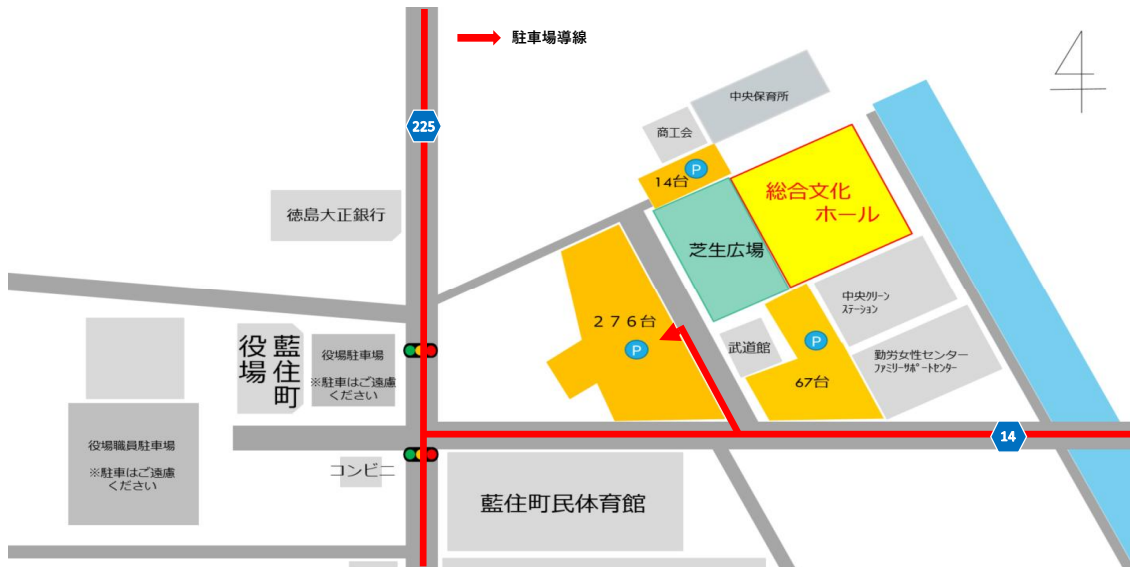 駐車場導線
225
中央保育所
商工会
P
14台
総合文化
ホール
徳島大正銀行
芝生広場
中央クリーン
ステーション
276台
P
武道館
P
67台
勤労女性センター
ファミリーサポートセンター
藍住町
役場
役場駐車場
※駐車はご遠慮
ください
14
役場職員駐車場
※駐車はご遠慮
ください
コンビニ
藍住町民体育館
4